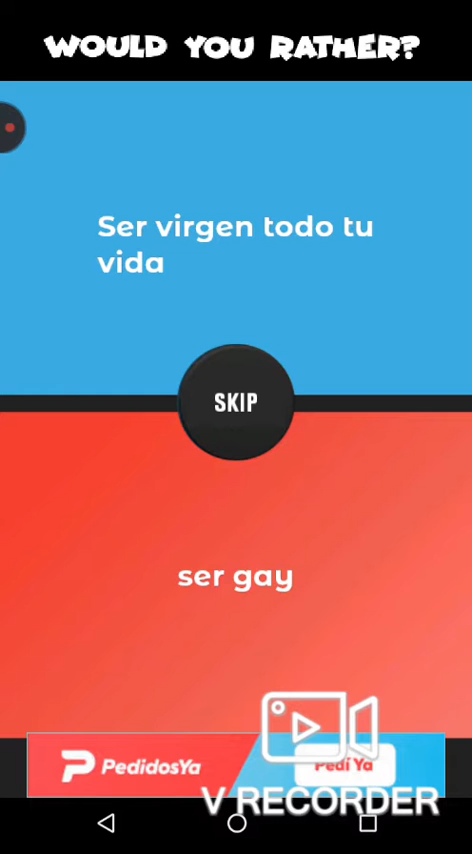 WOULD YOU RATHER?
Ser virgen todo tu
vida
SKIP
ser gay
PedidosYa
Pedí Ya
V RECORDER